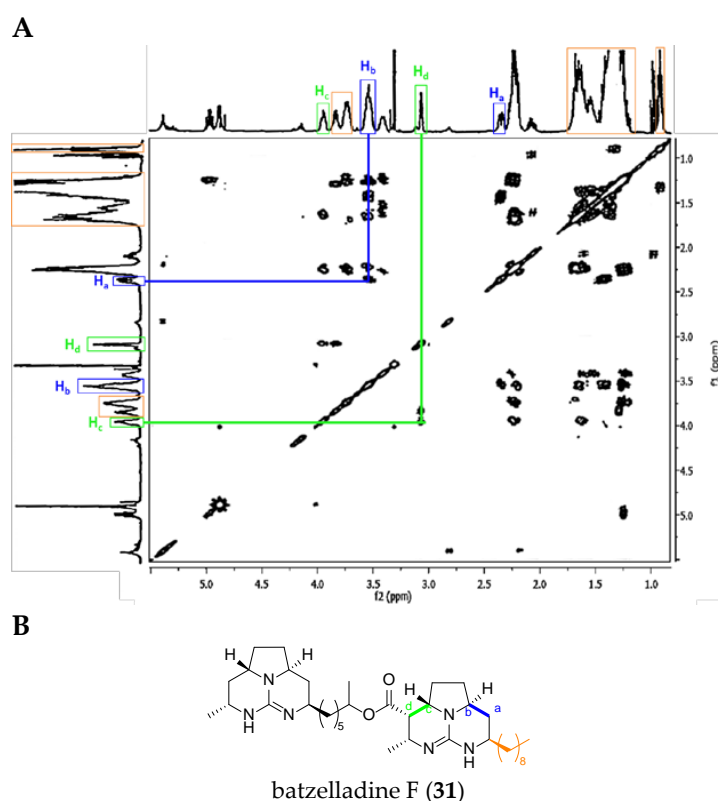 A
Hc Hb Hd Ha
Ha
Hd
Hb
Hc
1.0
1.5
2.0
2.5
3.0
3.5
4.0
4.5
5.0
f1 (ppm)
5.0 4.5 4.0 3.5 3.0 2.5 2.0 1.5 1.0
f2 (ppm)
B
H H
N
N H N
5
O
O
H H
d c b a
N
N N H
8
batzelladine F (31)